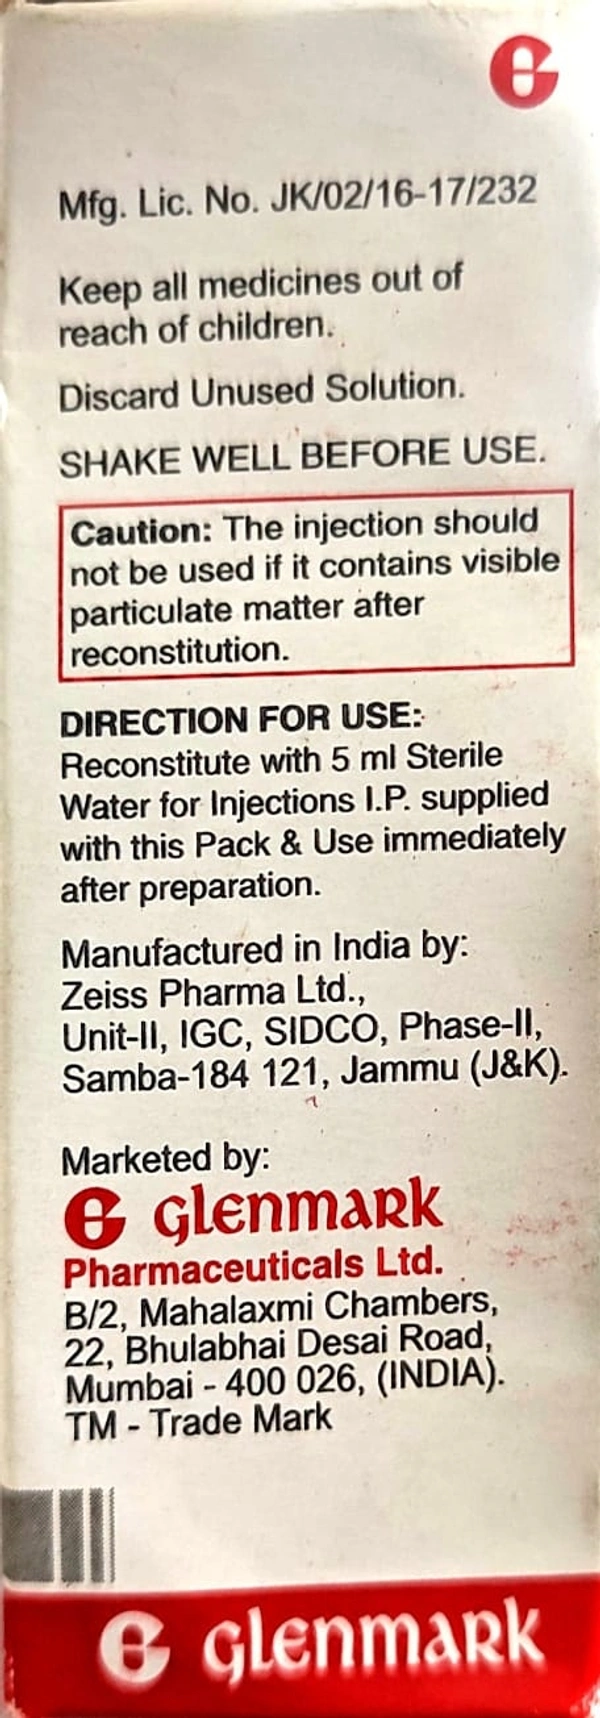 Mfg. Lic. No. JK/02/16-17/232
Keep all medicines out of
reach of children.
Discard Unused Solution.
SHAKE WELL BEFORE USE.
Caution: The injection should
not be used if it contains visible
particulate matter after
reconstitution.
DIRECTION FOR USE:
Reconstitute with 5 ml Sterile
Water for Injections I.P. supplied
with this Pack & Use immediately
after preparation.
Manufactured in India by:
Zeiss Pharma Ltd.,
Unit-II, IGC, SIDCO, Phase-II,
Samba-184 121, Jammu (J&K).
Marketed by:
glenmark
Pharmaceuticals Ltd.
B/2, Mahalaxmi Chambers,
22, Bhulabhai Desai Road,
Mumbai - 400 026, (INDIA).
TM - Trade Mark
glenmark